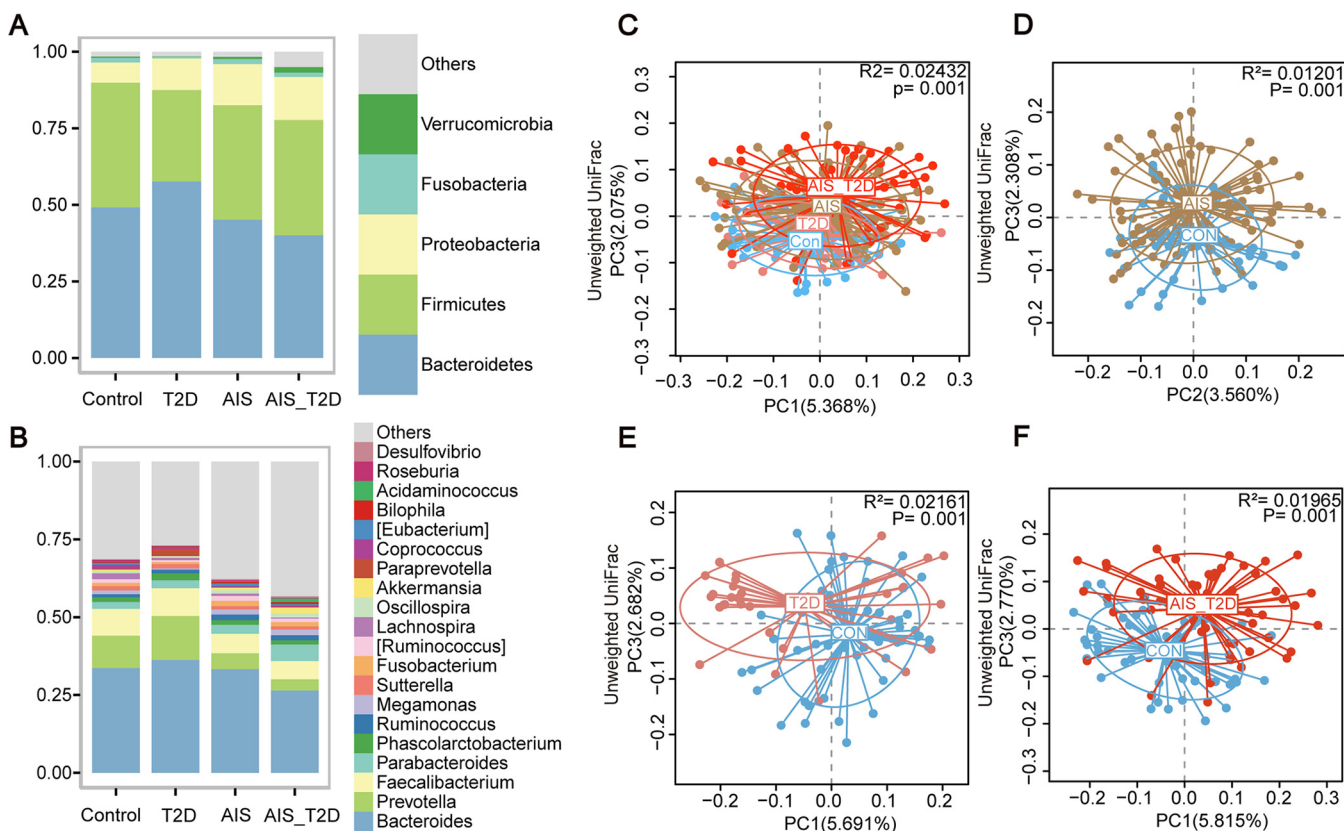 A
1.00
0.75
0.50
0.25
0.00
Control
T2D
AIS
AIS_T2D
Others
Verrucomicrobia
Fusobacteria
Proteobacteria
Firmicutes
Bacteroidetes
B
1.00
0.75
0.50
0.25
0.00
Control
T2D
AIS
AIS_T2D
Others
Desulfovibrio
Roseburia
Acidaminococcus
Bilophila
[Eubacterium]
Coprococcus
Paraprevotella
Akkermansia
Oscillospira
Lachnospira
[Ruminococcus]
Fusobacterium
Sutterella
Megamonas
Ruminococcus
Phascolarctobacterium
Parabacteroides
Faecalibacterium
Prevotella
Bacteroides
C
R2= 0.02432
p= 0.001
Unweighted UniFrac
PC3(2.075%)
0.3
0.2
0.1
0.0
−0.1
−0.2
−0.3
AIS_T2D
AIS
T2D
Con
−0.3
−0.2
−0.1
0.0
0.1
0.2
0.3
PC1(5.368%)
D
R²= 0.01201
P= 0.001
Unweighted UniFrac
PC3(2.308%)
0.2
0.1
0.0
−0.1
−0.2
AIS
CON
−0.2
−0.1
0.0
0.1
0.2
PC2(3.560%)
E
R²= 0.02161
P= 0.001
Unweighted UniFrac
PC3(2.682%)
0.2
0.1
0.0
−0.1
−0.2
T2D
CON
−0.2
−0.1
0.0
0.1
0.2
PC1(5.691%)
F
R²= 0.01965
P= 0.001
Unweighted UniFrac
PC3(2.770%)
0.2
0.1
0.0
−0.1
−0.2
−0.3
AIS_T2D
CON
−0.2
−0.1
0.0
0.1
0.2
0.3
PC1(5.815%)